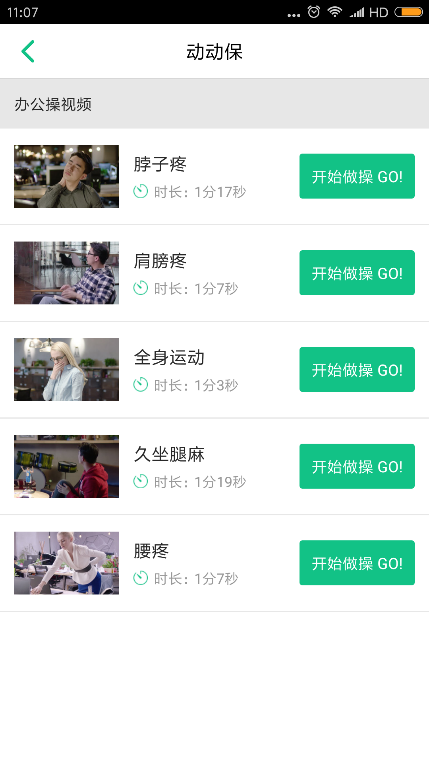 11:07
HD
动动保
办公操视频
脖子疼
时长：1分17秒
开始做操 GO!
肩膀疼
时长：1分7秒
开始做操 GO!
全身运动
时长：1分3秒
开始做操 GO!
久坐腿麻
时长：1分19秒
开始做操 GO!
腰疼
时长：1分7秒
开始做操 GO!